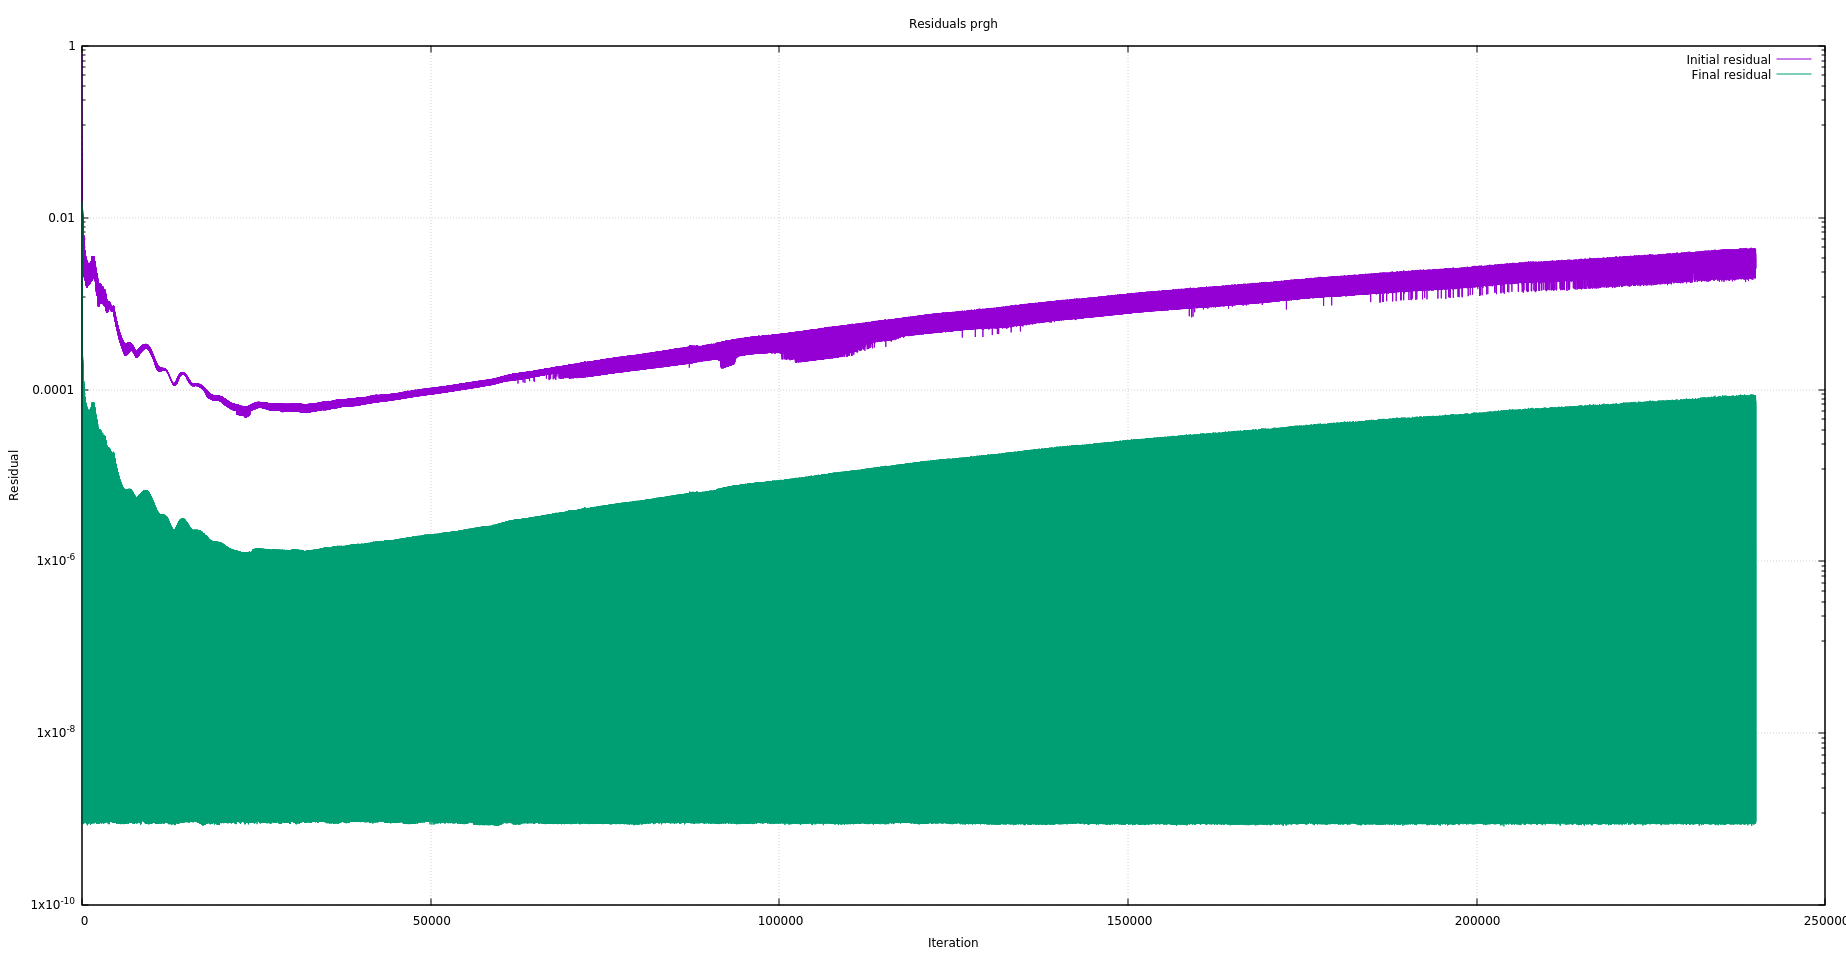 Residuals prgh
1
0.01
0.0001
1x10⁻⁶
1x10⁻⁸
1x10⁻¹⁰
Residual
Initial residual
Final residual
0 50000 100000 150000 200000 250000
Iteration